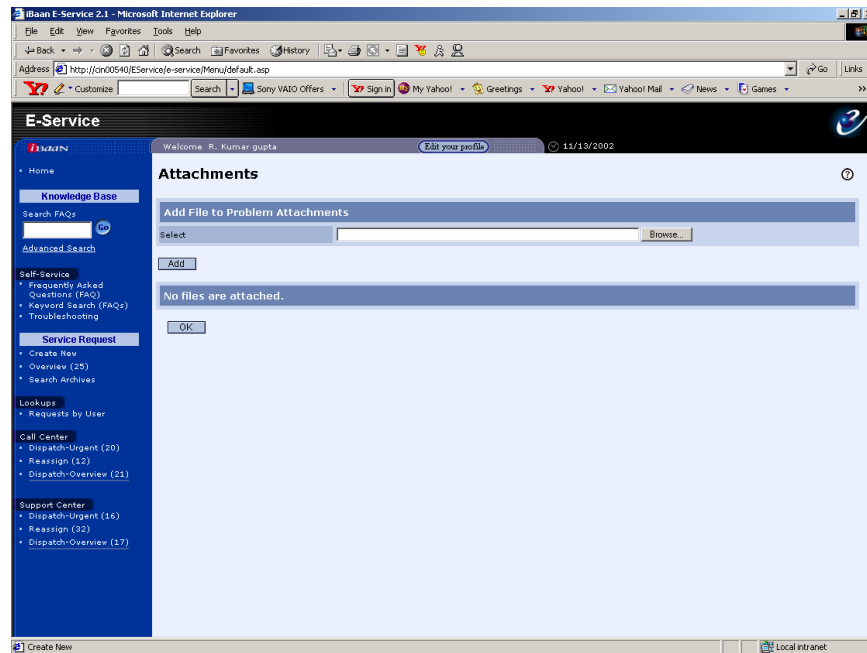 iBaan E-Service 2.1 - Microsoft Internet Explorer
File Edit View Favorites Tools Help
Back Search Favorites History
Address http://cin00540/EService/e-service/Menu/default.asp Go Links
Y? Customize Search Sony VAIO Offers Y? Sign in My Yahoo! Greetings Y? Yahoo! Yahoo! Mail News Games »
E-Service
iBaan Welcome R. Kumar gupta Edit your profile 11/13/2002
Home
Attachments ?
Knowledge Base
Search FAQs
Go
Advanced Search
Add File to Problem Attachments
Select Browse...
Add
No files are attached.
OK
Self-Service
Frequently Asked
Questions (FAQ)
Keyword Search (FAQs)
Troubleshooting
Service Request
Create New
Overview (25)
Search Archives
Lookups
Requests by User
Call Center
Dispatch-Urgent (20)
Reassign (12)
Dispatch-Overview (21)
Support Center
Dispatch-Urgent (16)
Reassign (32)
Dispatch-Overview (17)
Create New Local intranet